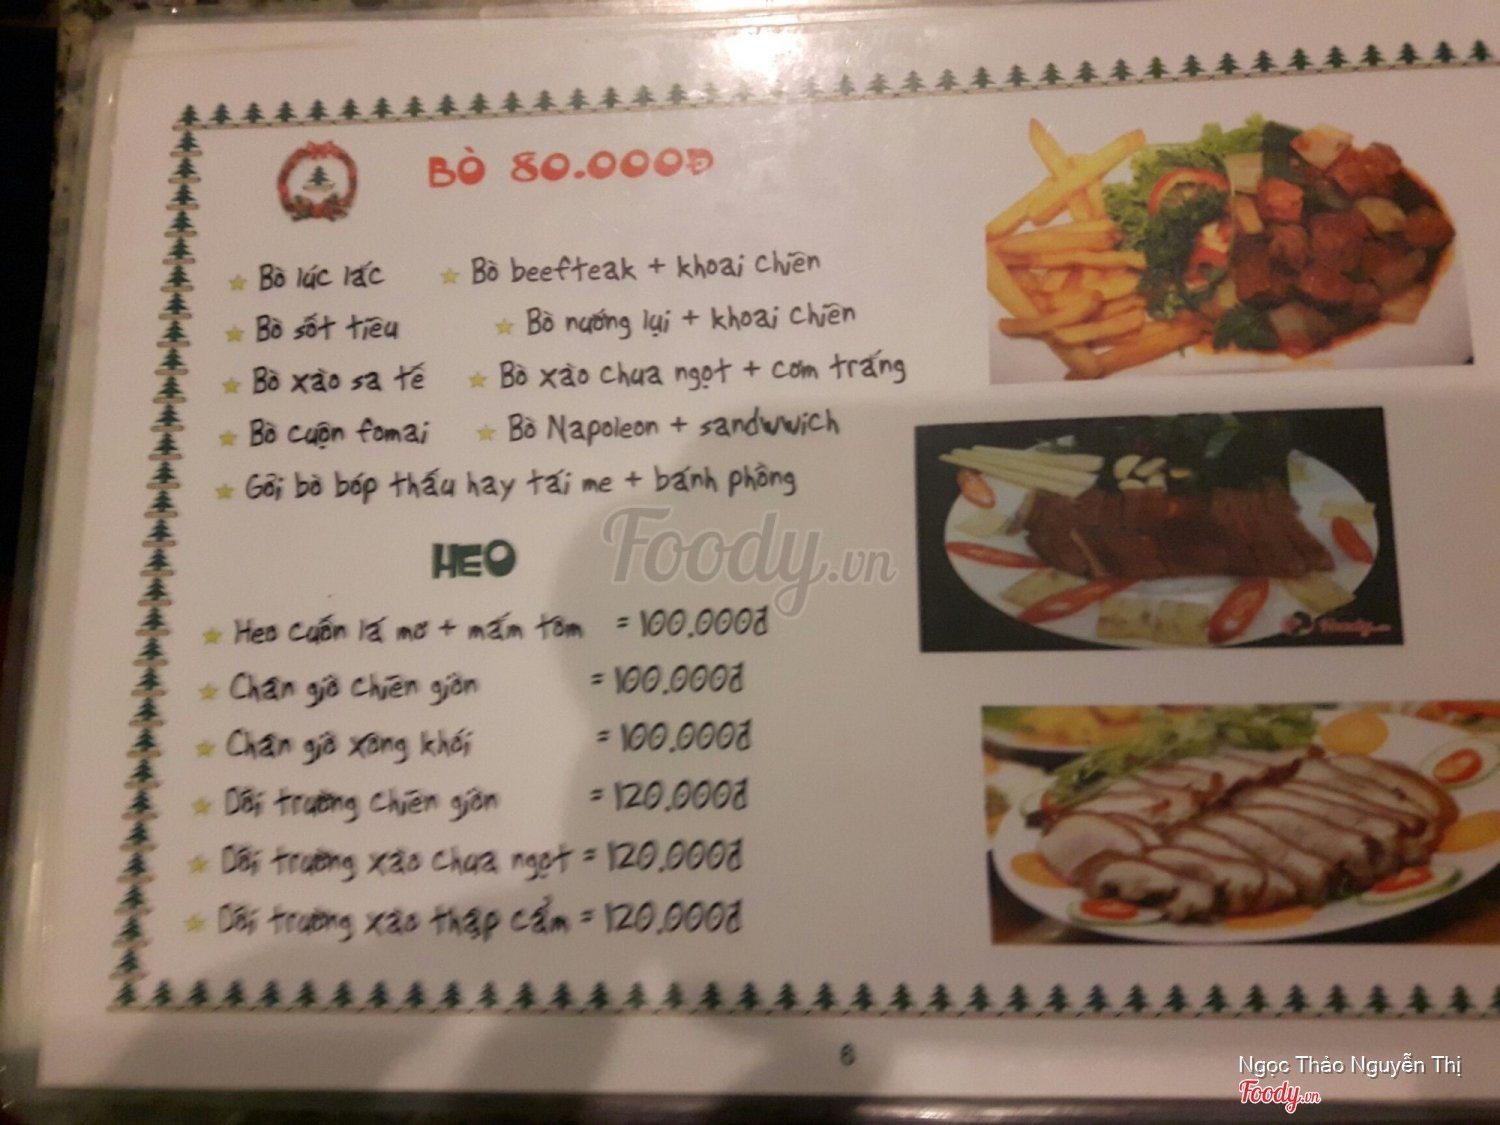 BÒ 80.000Đ
Bò lúc lắc
Bò beefteak + khoai chiên
Bò sốt tiêu
Bò nướng lụi + khoai chiên
Bò xào sa tế
Bò xào chua ngọt + cơm trắng
Bò cuộn fomai
Bò Napoleon + sandwwich
Gỏi bò bóp thấu hay tái me + bánh phồng
HEO
Heo cuốn lá mơ + mắm tôm = 100.000đ
Chân giò chiên giòn = 100.000đ
Chân giò xông khói = 100.000đ
Dồi trường chiên giòn = 120.000đ
Dồi trường xào chua ngọt = 120.000đ
Dồi trường xào thập cẩm = 120.000đ
Foody.vn
Foody.vn
6
Ngọc Thảo Nguyễn Thị
Foody.vn